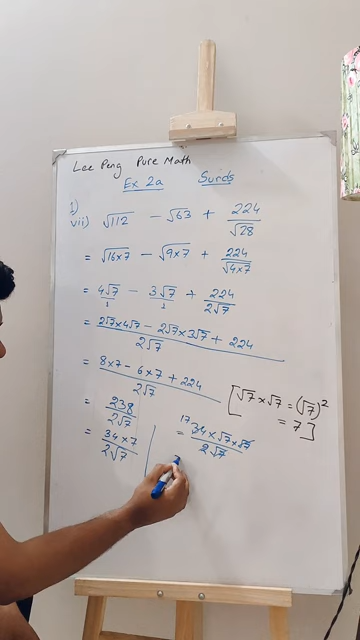 Lee Peng Pure Math
Ex 2a Surds
1)
vii) √112 − √63 + 224/√28
= √16×7 − √9×7 + 224/√4×7
= 4√7/1 − 3√7/1 + 224/2√7
= 2√7×4√7 − 2√7×3√7 + 224/2√7
= 8×7 − 6×7 + 224/2√7
[√7 × √7 = (√7)²
= 7]
= 238/2√7
= 34×7/2√7
= 17 34×√7×√7/2√7